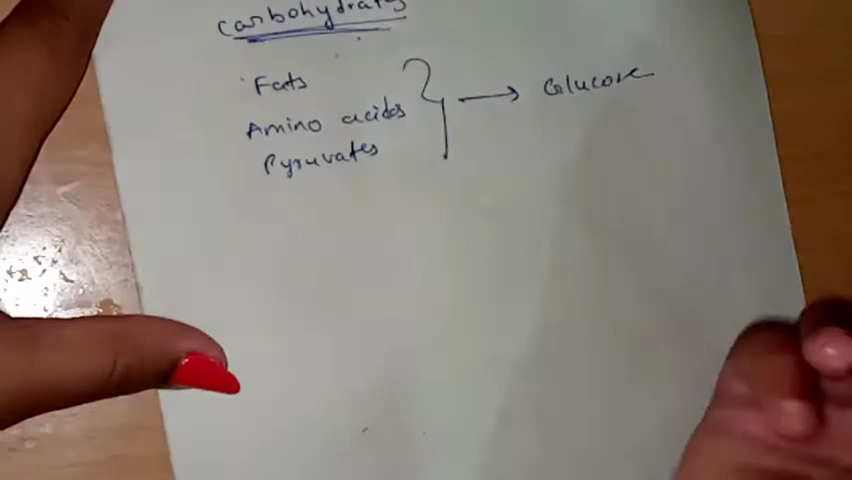 Carbohydrates
Fats
Amino acids → Glucose
Pyruvates